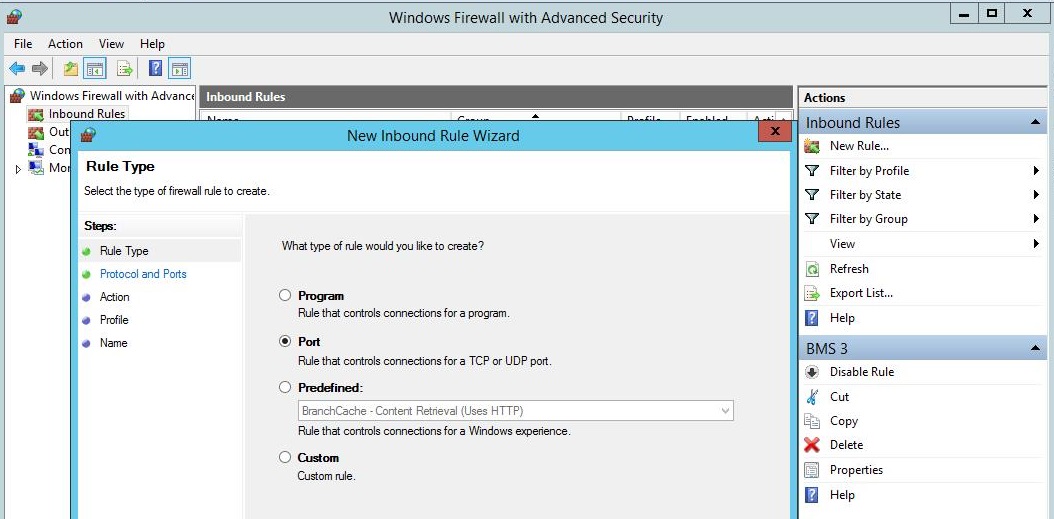 Windows Firewall with Advanced Security
File Action View Help
Windows Firewall with Advance
Inbound Rules
Out
Con
Mor
Inbound Rules
Name Group Profile Enabled Acti
New Inbound Rule Wizard
Rule Type
Select the type of firewall rule to create.
Steps:
Rule Type
Protocol and Ports
Action
Profile
Name
What type of rule would you like to create?
Program
Rule that controls connections for a program.
Port
Rule that controls connections for a TCP or UDP port.
Predefined:
BranchCache - Content Retrieval (Uses HTTP)
Rule that controls connections for a Windows experience.
Custom
Custom rule.
Actions
Inbound Rules
New Rule...
Filter by Profile
Filter by State
Filter by Group
View
Refresh
Export List...
Help
BMS 3
Disable Rule
Cut
Copy
Delete
Properties
Help